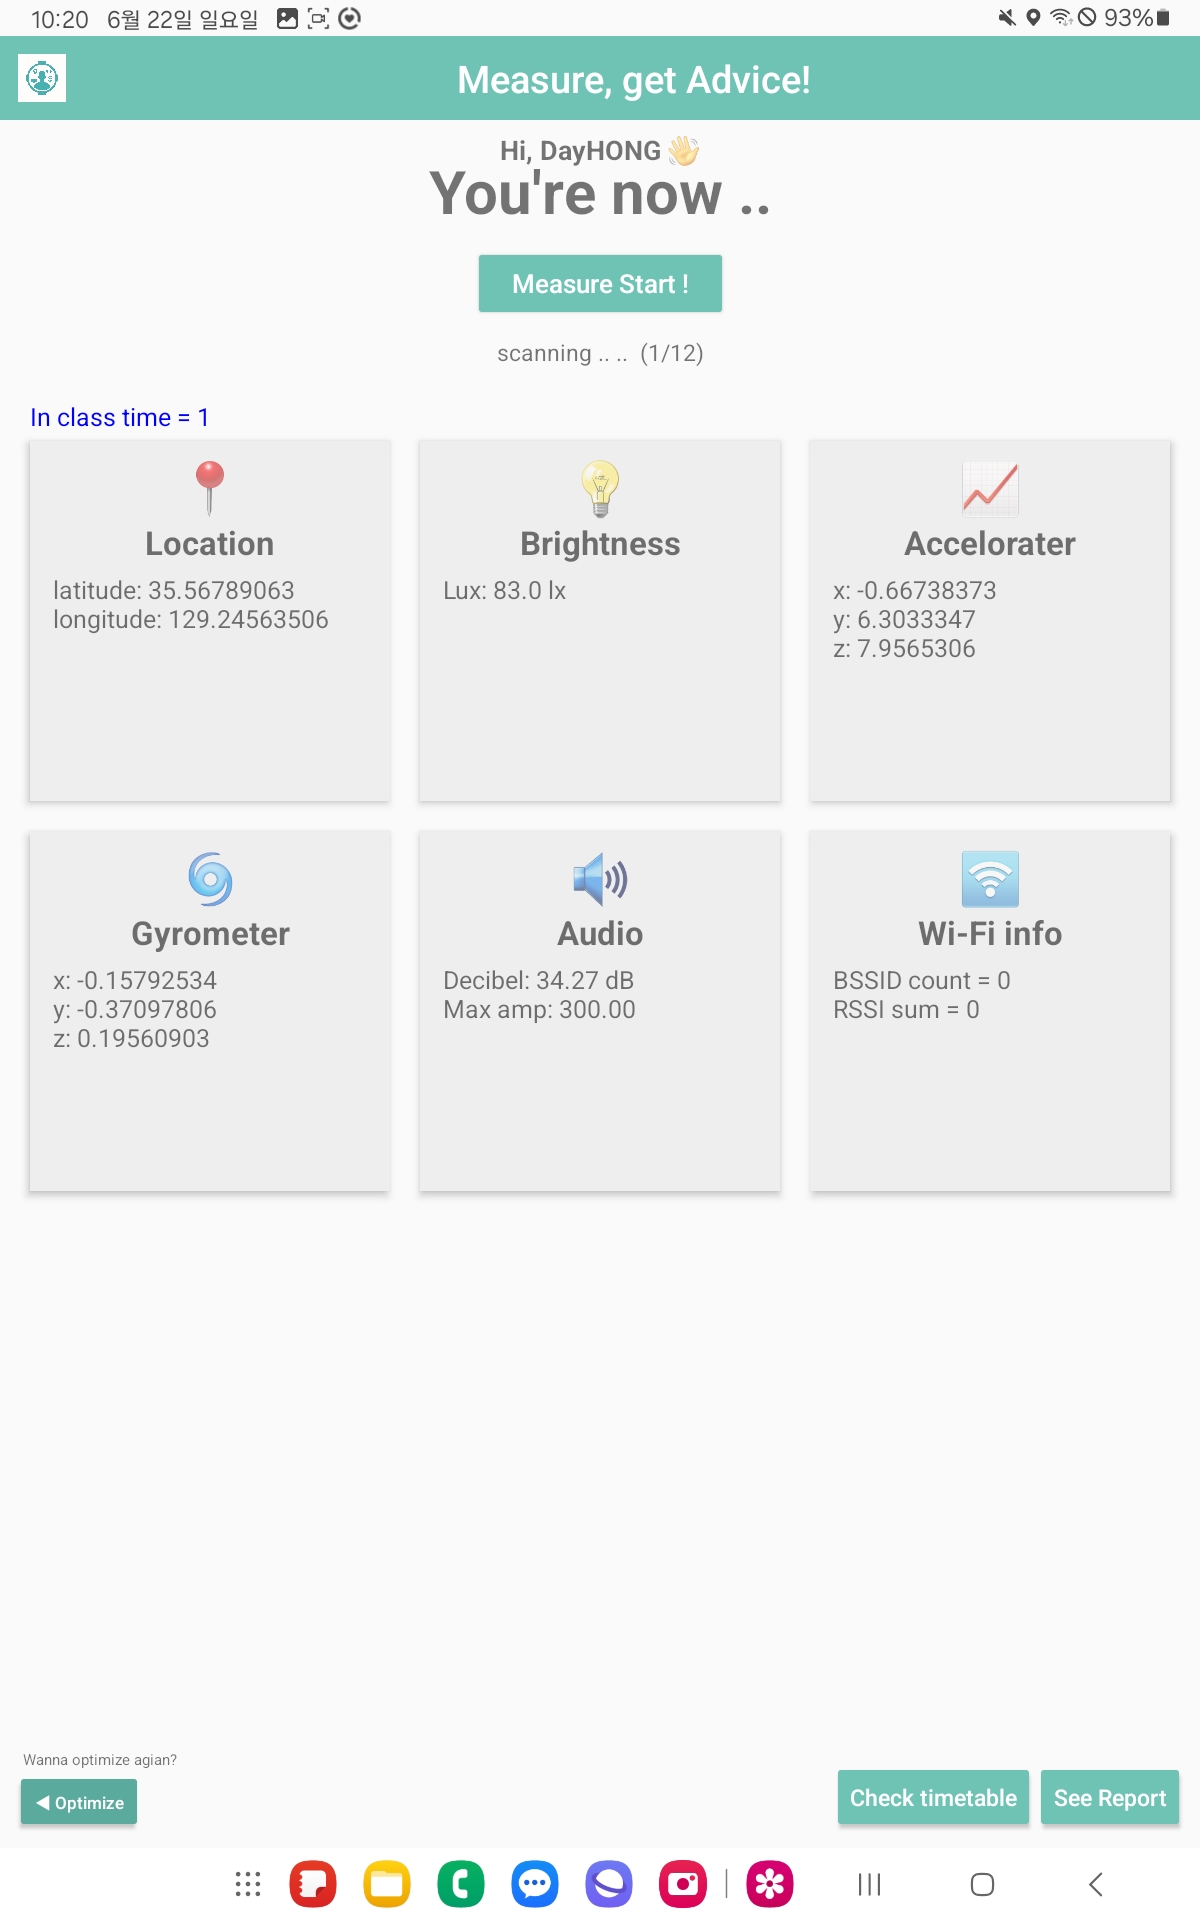 10:20 6월 22일 일요일 93%
Measure, get Advice!
Hi, DayHONG👋
You're now ..
Measure Start !
scanning .. .. (1/12)
In class time = 1
Location
latitude: 35.56789063
longitude: 129.24563506
Brightness
Lux: 83.0 lx
Accelorater
x: -0.66738373
y: 6.3033347
z: 7.9565306
Gyrometer
x: -0.15792534
y: -0.37097806
z: 0.19560903
Audio
Decibel: 34.27 dB
Max amp: 300.00
Wi-Fi info
BSSID count = 0
RSSI sum = 0
Wanna optimize agian?
◀ Optimize
Check timetable
See Report